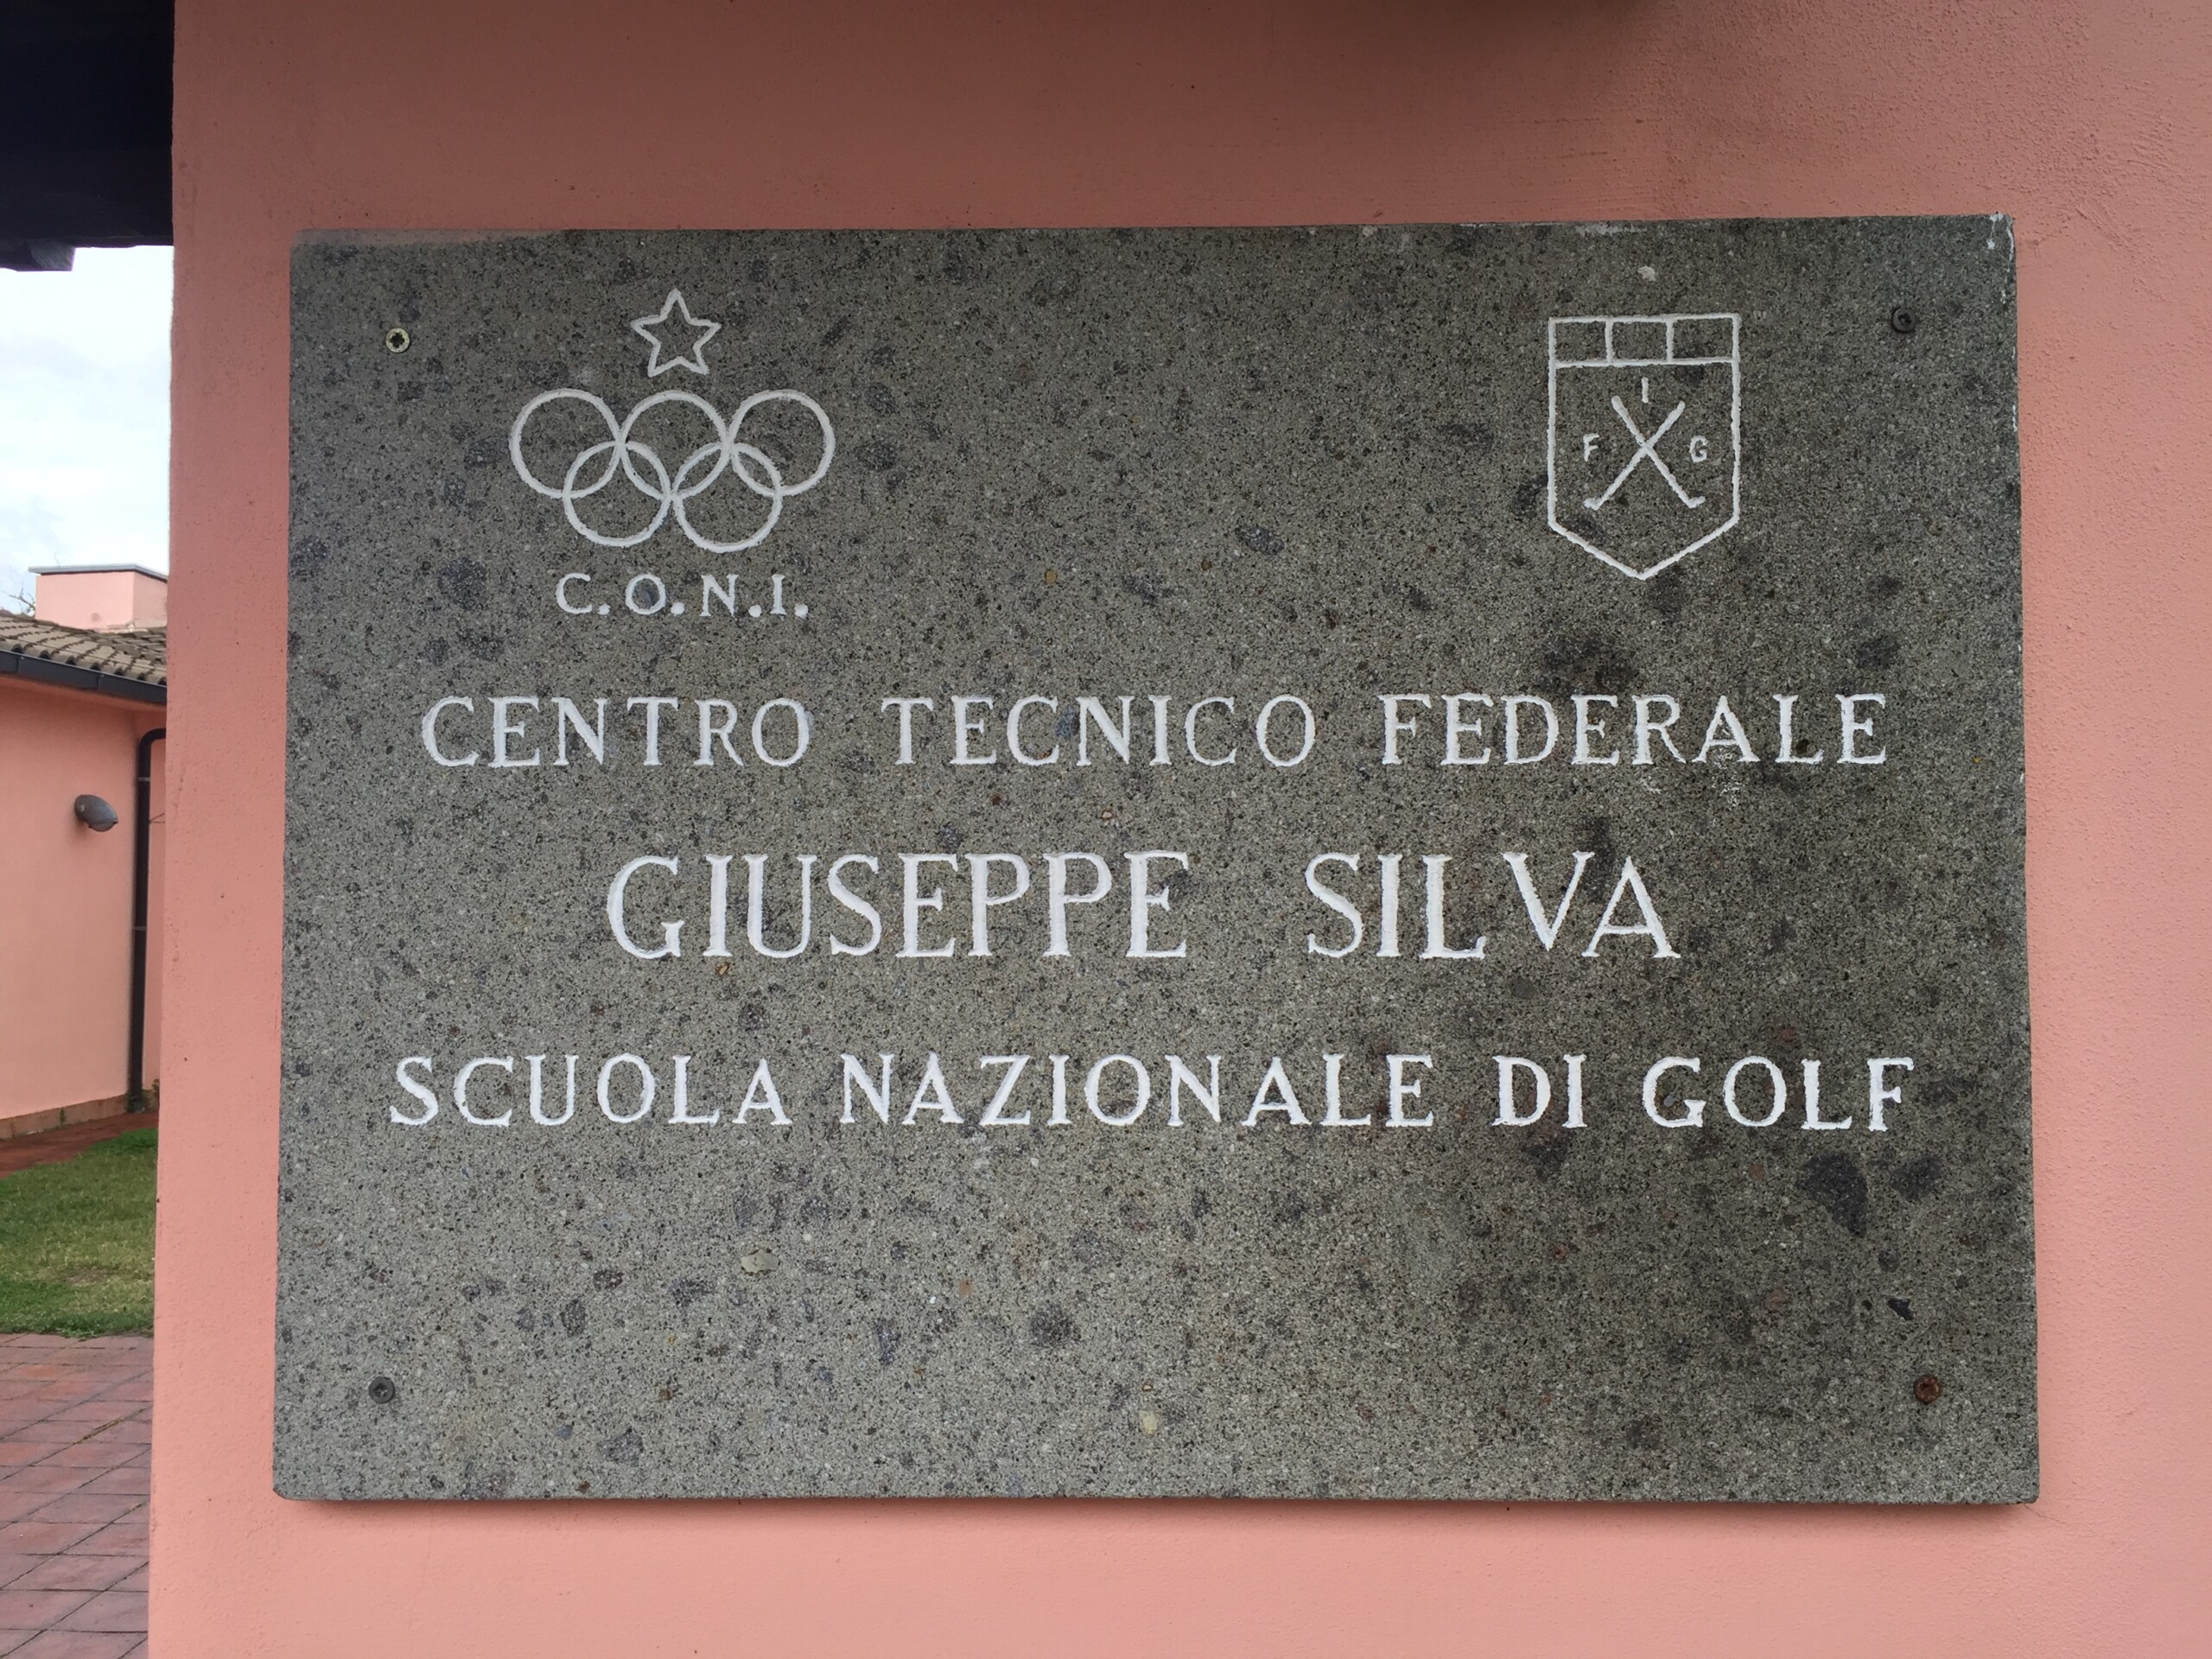 C.O.N.I.
F I G
CENTRO TECNICO FEDERALE
GIUSEPPE SILVA
SCUOLA NAZIONALE DI GOLF